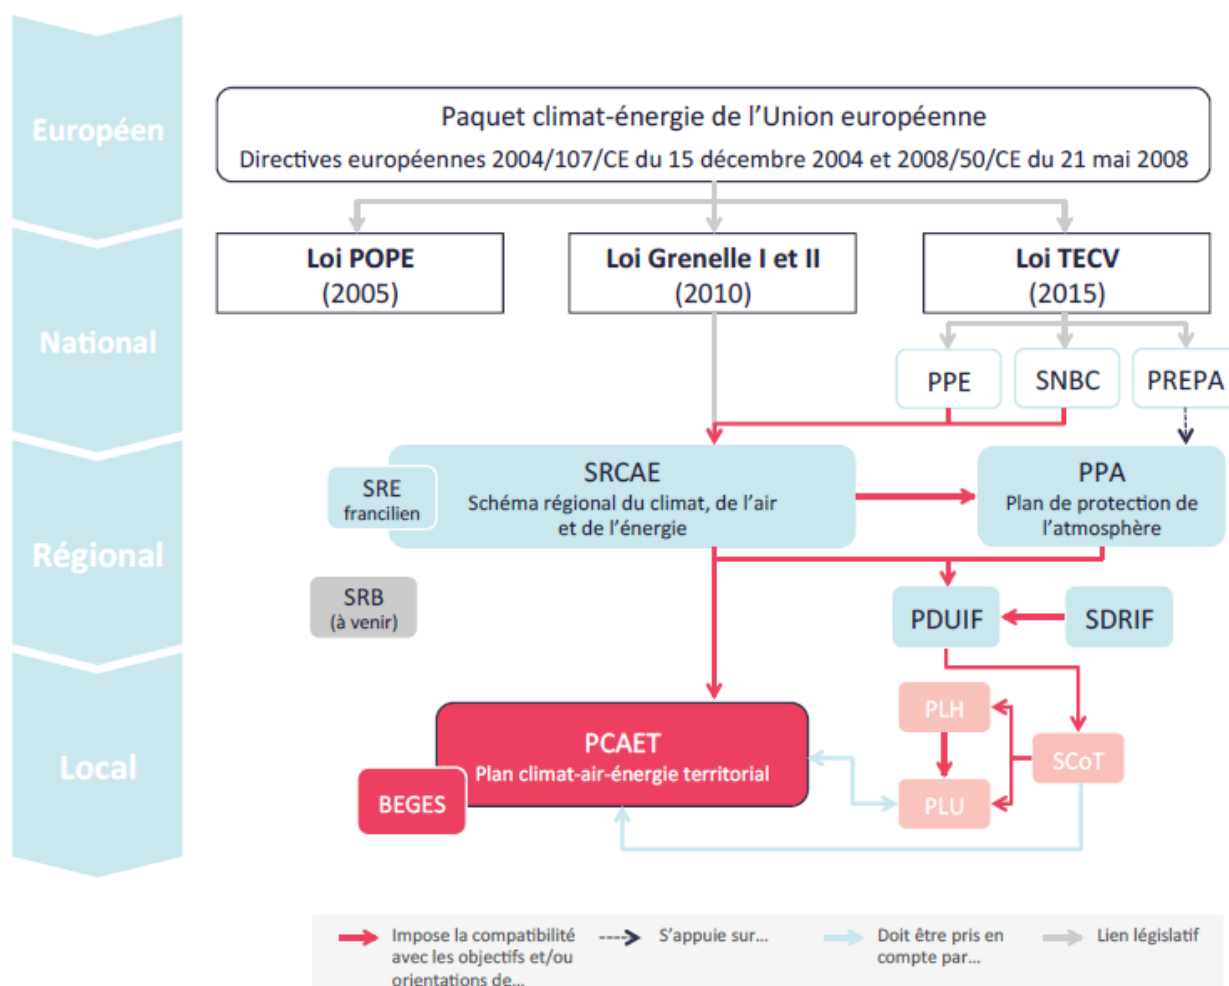 Européen
Paquet climat-énergie de l'Union européenne
Directives européennes 2004/107/CE du 15 décembre 2004 et 2008/50/CE du 21 mai 2008
National
Loi POPE
(2005)
Loi Grenelle I et II
(2010)
Loi TECV
(2015)
PPE
SNBC
PREPA
Régional
SRE
francilien
SRCAE
Schéma régional du climat, de l'air
et de l'énergie
PPA
Plan de protection de
l'atmosphère
SRB
(à venir)
PDUIF
SDRIF
Local
PCAET
Plan climat-air-énergie territorial
BEGES
PLH
SCoT
PLU
Impose la compatibilité
avec les objectifs et/ou
orientations de...
S'appuie sur...
Doit être pris en
compte par...
Lien législatif